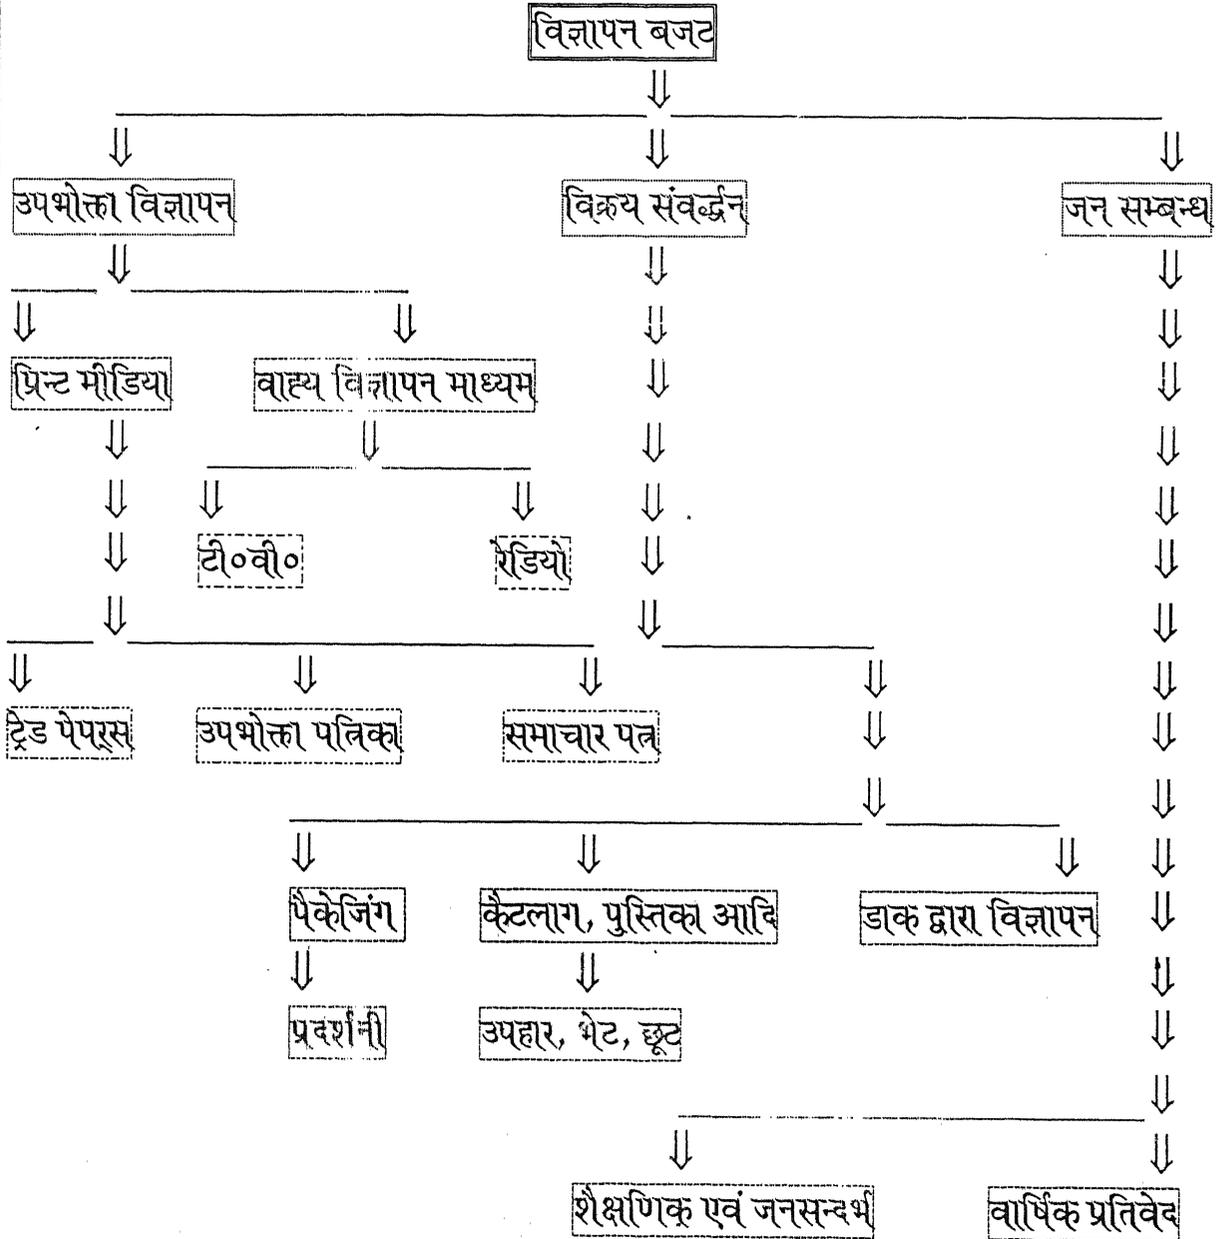 विज्ञापन बजट
उपभोक्ता विज्ञापन विक्रय संवर्द्धन् जन सम्बन्ध
प्रिन्ट मीडिया वाह्य विज्ञापन माध्यम
टी०वी० रेडियो
ट्रेड पेपर्स उपभोक्ता पत्रिका समाचार पत्र
पैकेजिंग कैटलाग, पुस्तिका आदि डाक द्वारा विज्ञापन
प्रदर्शनी उपहार, भेट, छूट
शैक्षणिक एवं जनसन्दर्भ वार्षिक प्रतिवेद